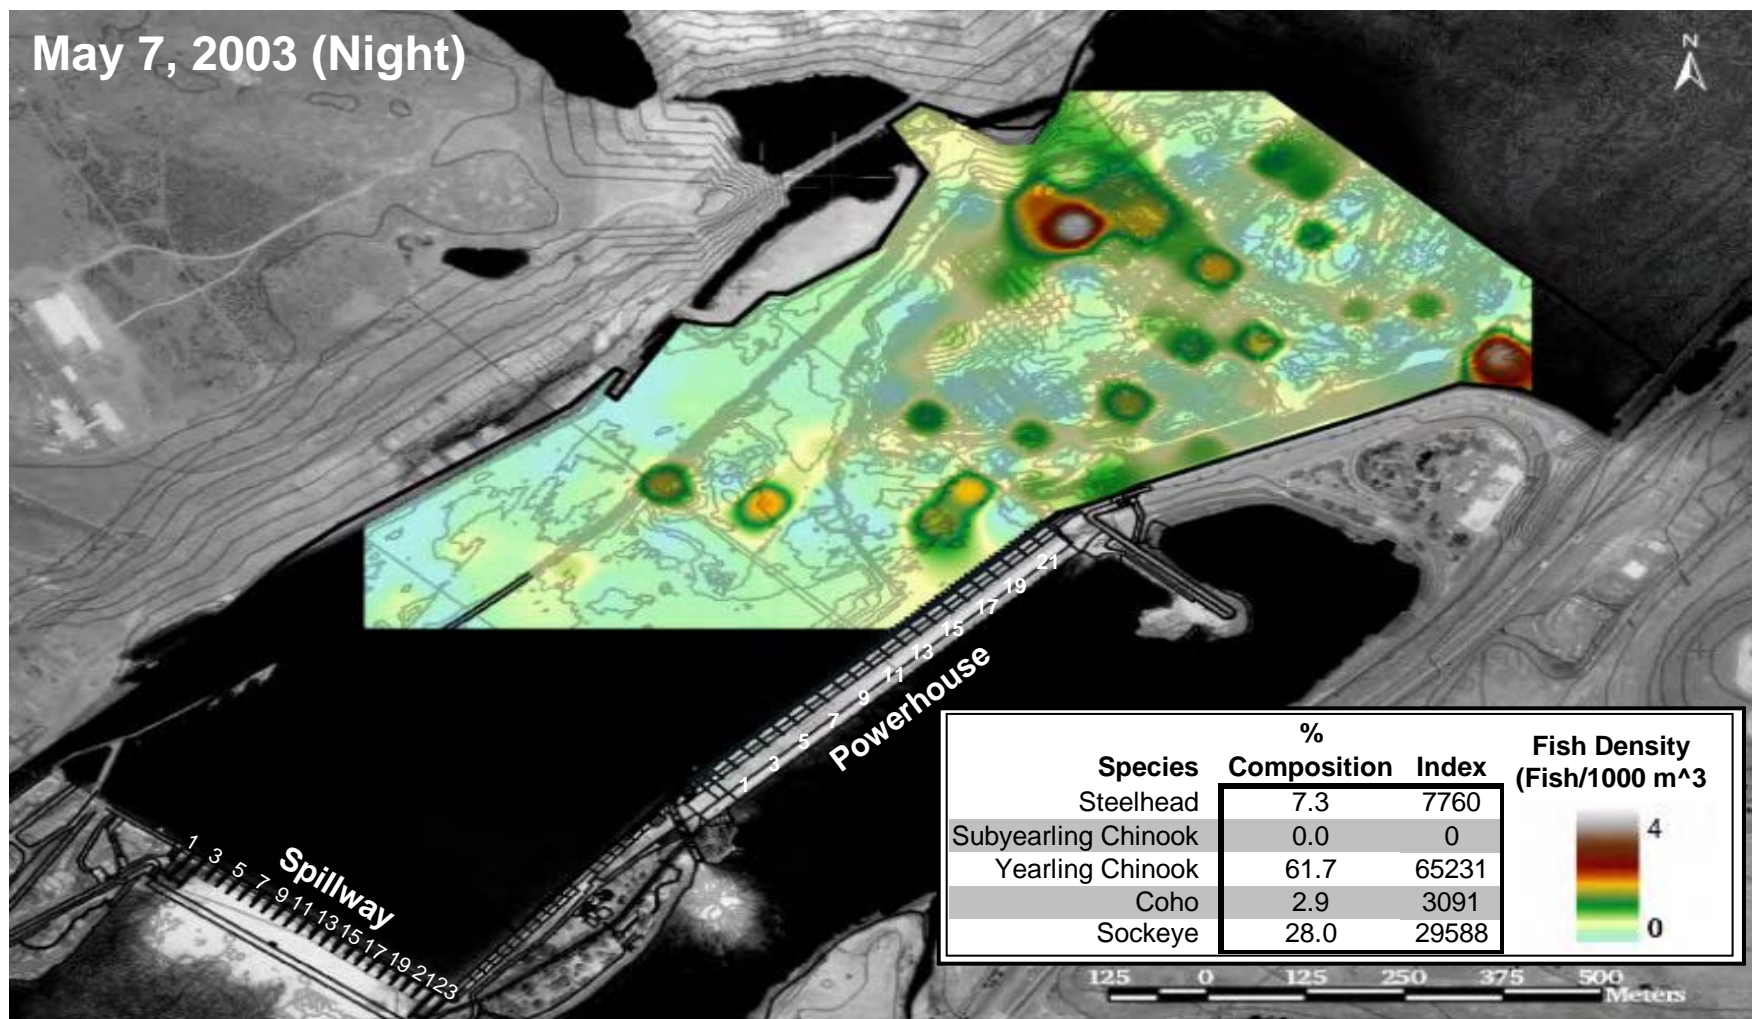 May 7, 2003 (Night)
N
21
19
17
15
13
11
9
7
5
3
1
Powerhouse
Spillway
1 3 5 7 9 11 13 15 17 19 21 23
% Fish Density
Species Composition Index (Fish/1000 m^3
Steelhead 7.3 7760
Subyearling Chinook 0.0 0
Yearling Chinook 61.7 65231
Coho 2.9 3091
Sockeye 28.0 29588
4
0
125 0 125 250 375 500
Meters